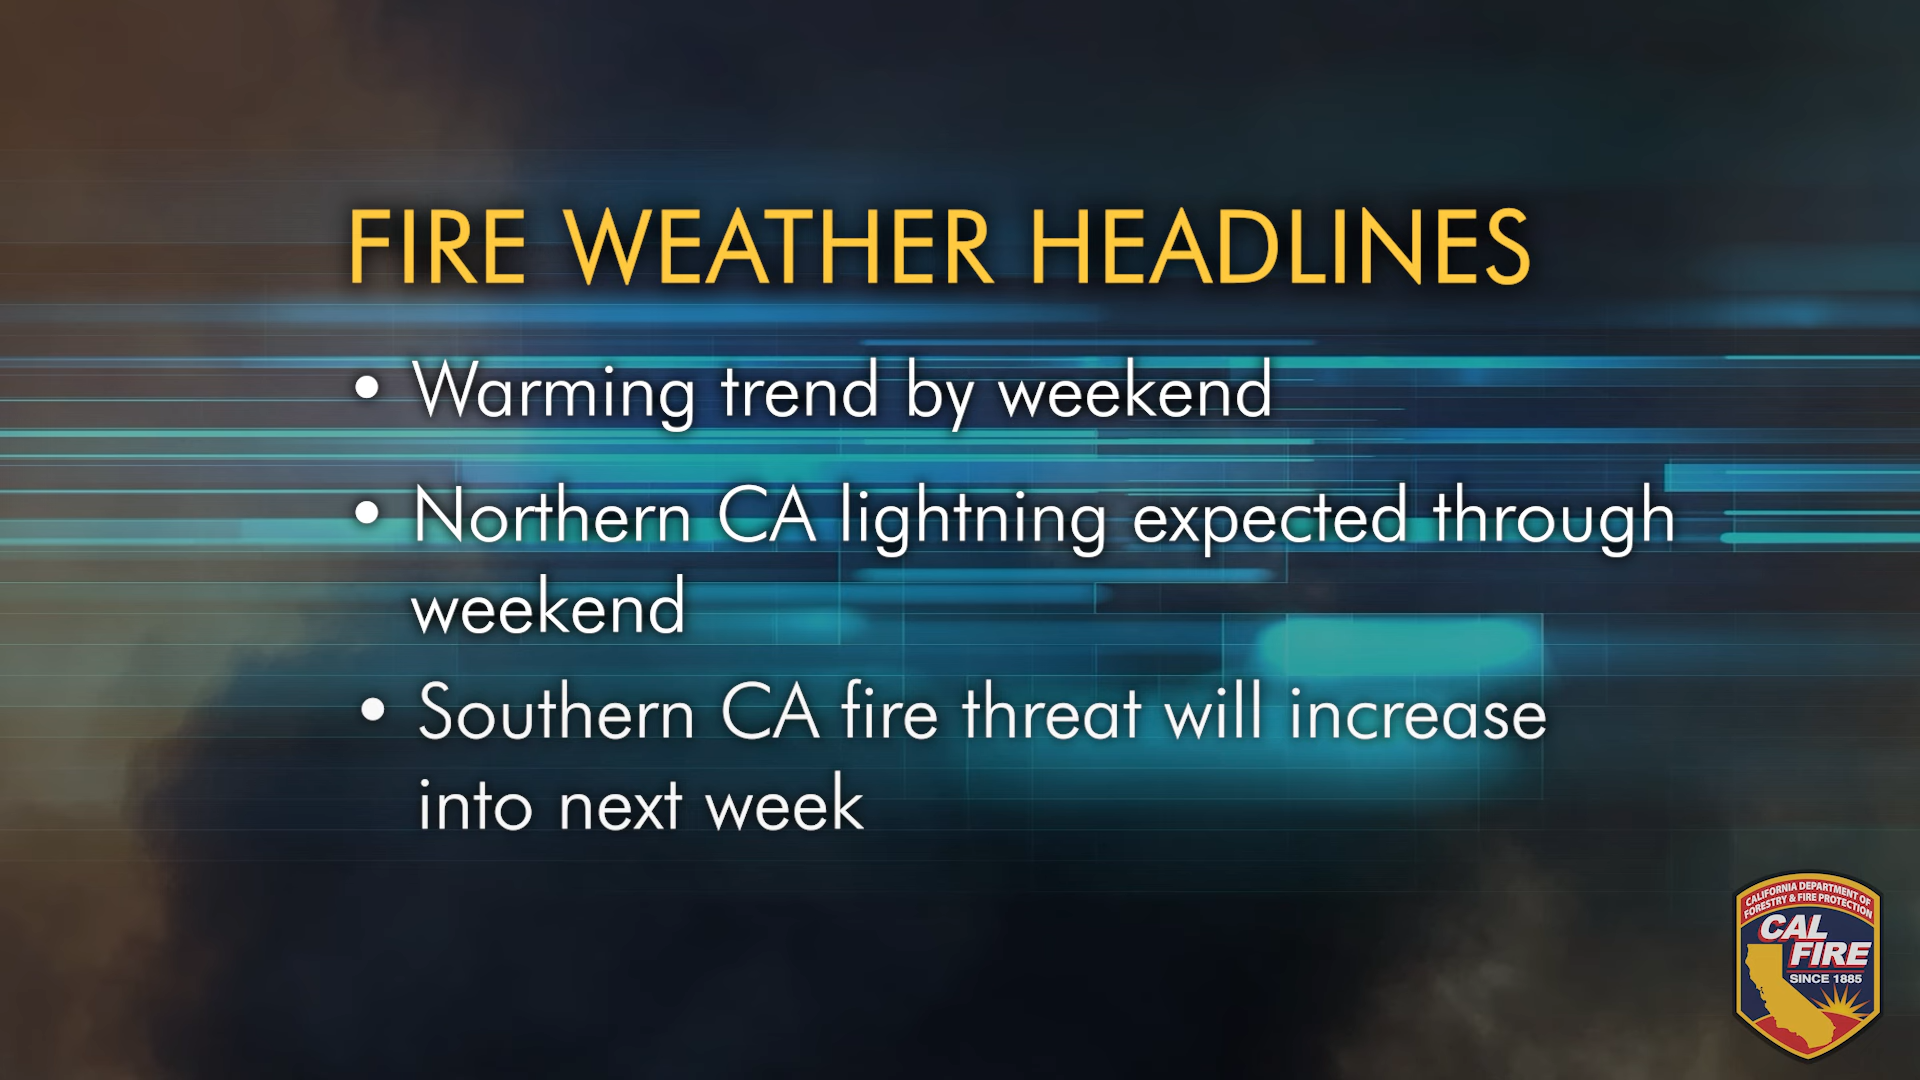 FIRE WEATHER HEADLINES
• Warming trend by weekend
• Northern CA lightning expected through
weekend
• Southern CA fire threat will increase
into next week
CALIFORNIA DEPARTMENT OF
FORESTRY & FIRE PROTECTION
CAL
FIRE
SINCE 1885